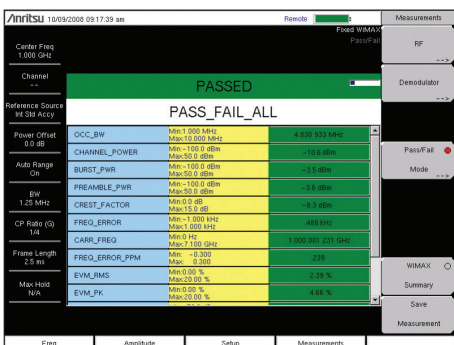 Anritsu 10/09/2008 09:17:39 am
Remote
Measurements
Fixed WiMAX
Pass/Fail
RF
-->
Center Freq
1.000 GHz
Channel
--
Demodulator
-->
PASSED
Reference Source
Int Std Accy
PASS_FAIL_ALL
Power Offset
0.0 dB
OCC_BW
Min:1.000 MHz
Max:10.000 MHz
4.830 933 MHz
CHANNEL_POWER
Min:-100.0 dBm
Max:50.0 dBm
-10.6 dBm
Pass/Fail
Mode
-->
Auto Range
On
BURST_PWR
Min:-100.0 dBm
Max:50.0 dBm
-3.5 dBm
PREAMBLE_PWR
Min:-100.0 dBm
Max:50.0 dBm
-3.6 dBm
BW
1.25 MHz
CREST_FACTOR
Min:0.0 dB
Max:15.0 dB
CP Ratio (G)
1/4
FREQ_ERROR
Min:-1.000 kHz
Max:1.000 kHz
CARR_FREQ
Min:0 Hz
Max:7.100 GHz
1.000 001 231 GHz
Frame Length
2.5 ms
FREQ_ERROR_PPM
Min: -0.300
Max: 0.300
.239
WiMAX
Summary
Max Hold
N/A
EVM_RMS
Min:0.00 %
Max:20.00 %
2.39 %
EVM_PK
Min:0.00 %
Max:20.00 %
4.66 %
Save
Measurement
Freq
Amplitude
Setup
Measurements